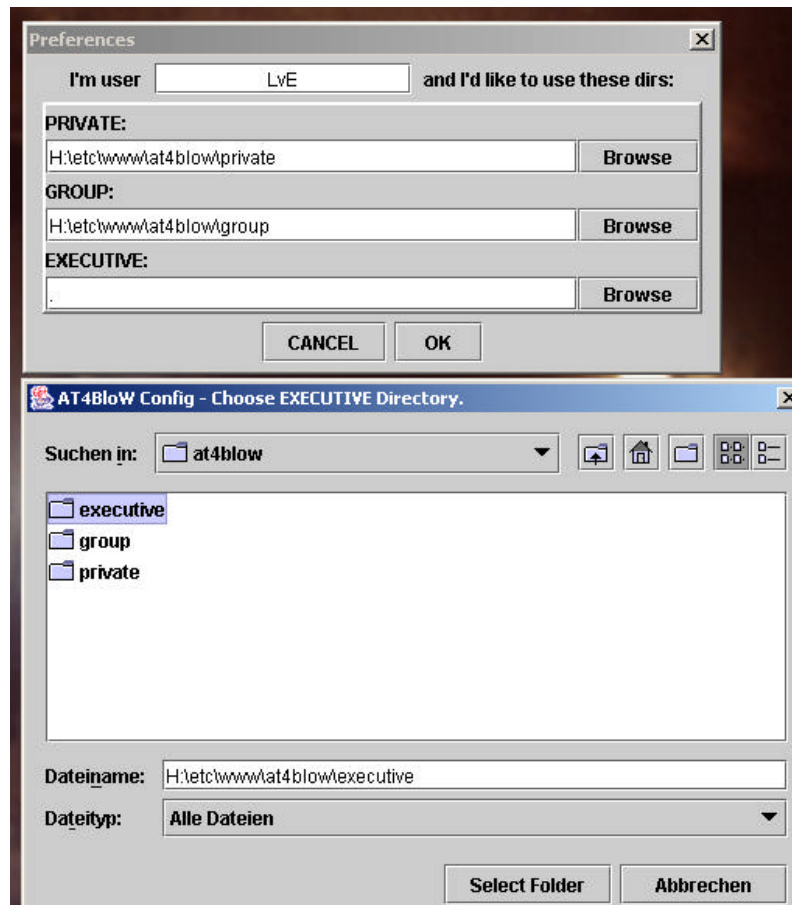 Preferences
I'm user LvE and I'd like to use these dirs:
PRIVATE:
H:\etc\www\at4blow\private Browse
GROUP:
H:\etc\www\at4blow\group Browse
EXECUTIVE:
. Browse
CANCEL OK
AT4BloW Config - Choose EXECUTIVE Directory.
Suchen in: at4blow
executive
group
private
Dateiname: H:\etc\www\at4blow\executive
Dateityp: Alle Dateien
Select Folder Abbrechen